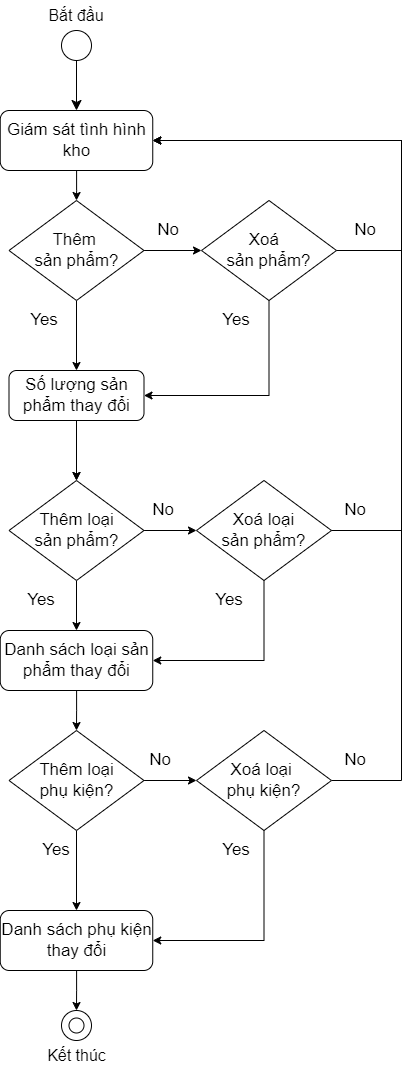 Bắt đầu
Giám sát tình hình
kho
Thêm
sản phẩm?
No
Xoá
sản phẩm?
No
Yes
Yes
Số lượng sản
phẩm thay đổi
Thêm loại
sản phẩm?
No
Xoá loại
sản phẩm?
No
Yes
Yes
Danh sách loại sản
phẩm thay đổi
Thêm loại
phụ kiện?
No
Xoá loại
phụ kiện?
No
Yes
Yes
Danh sách phụ kiện
thay đổi
Kết thúc